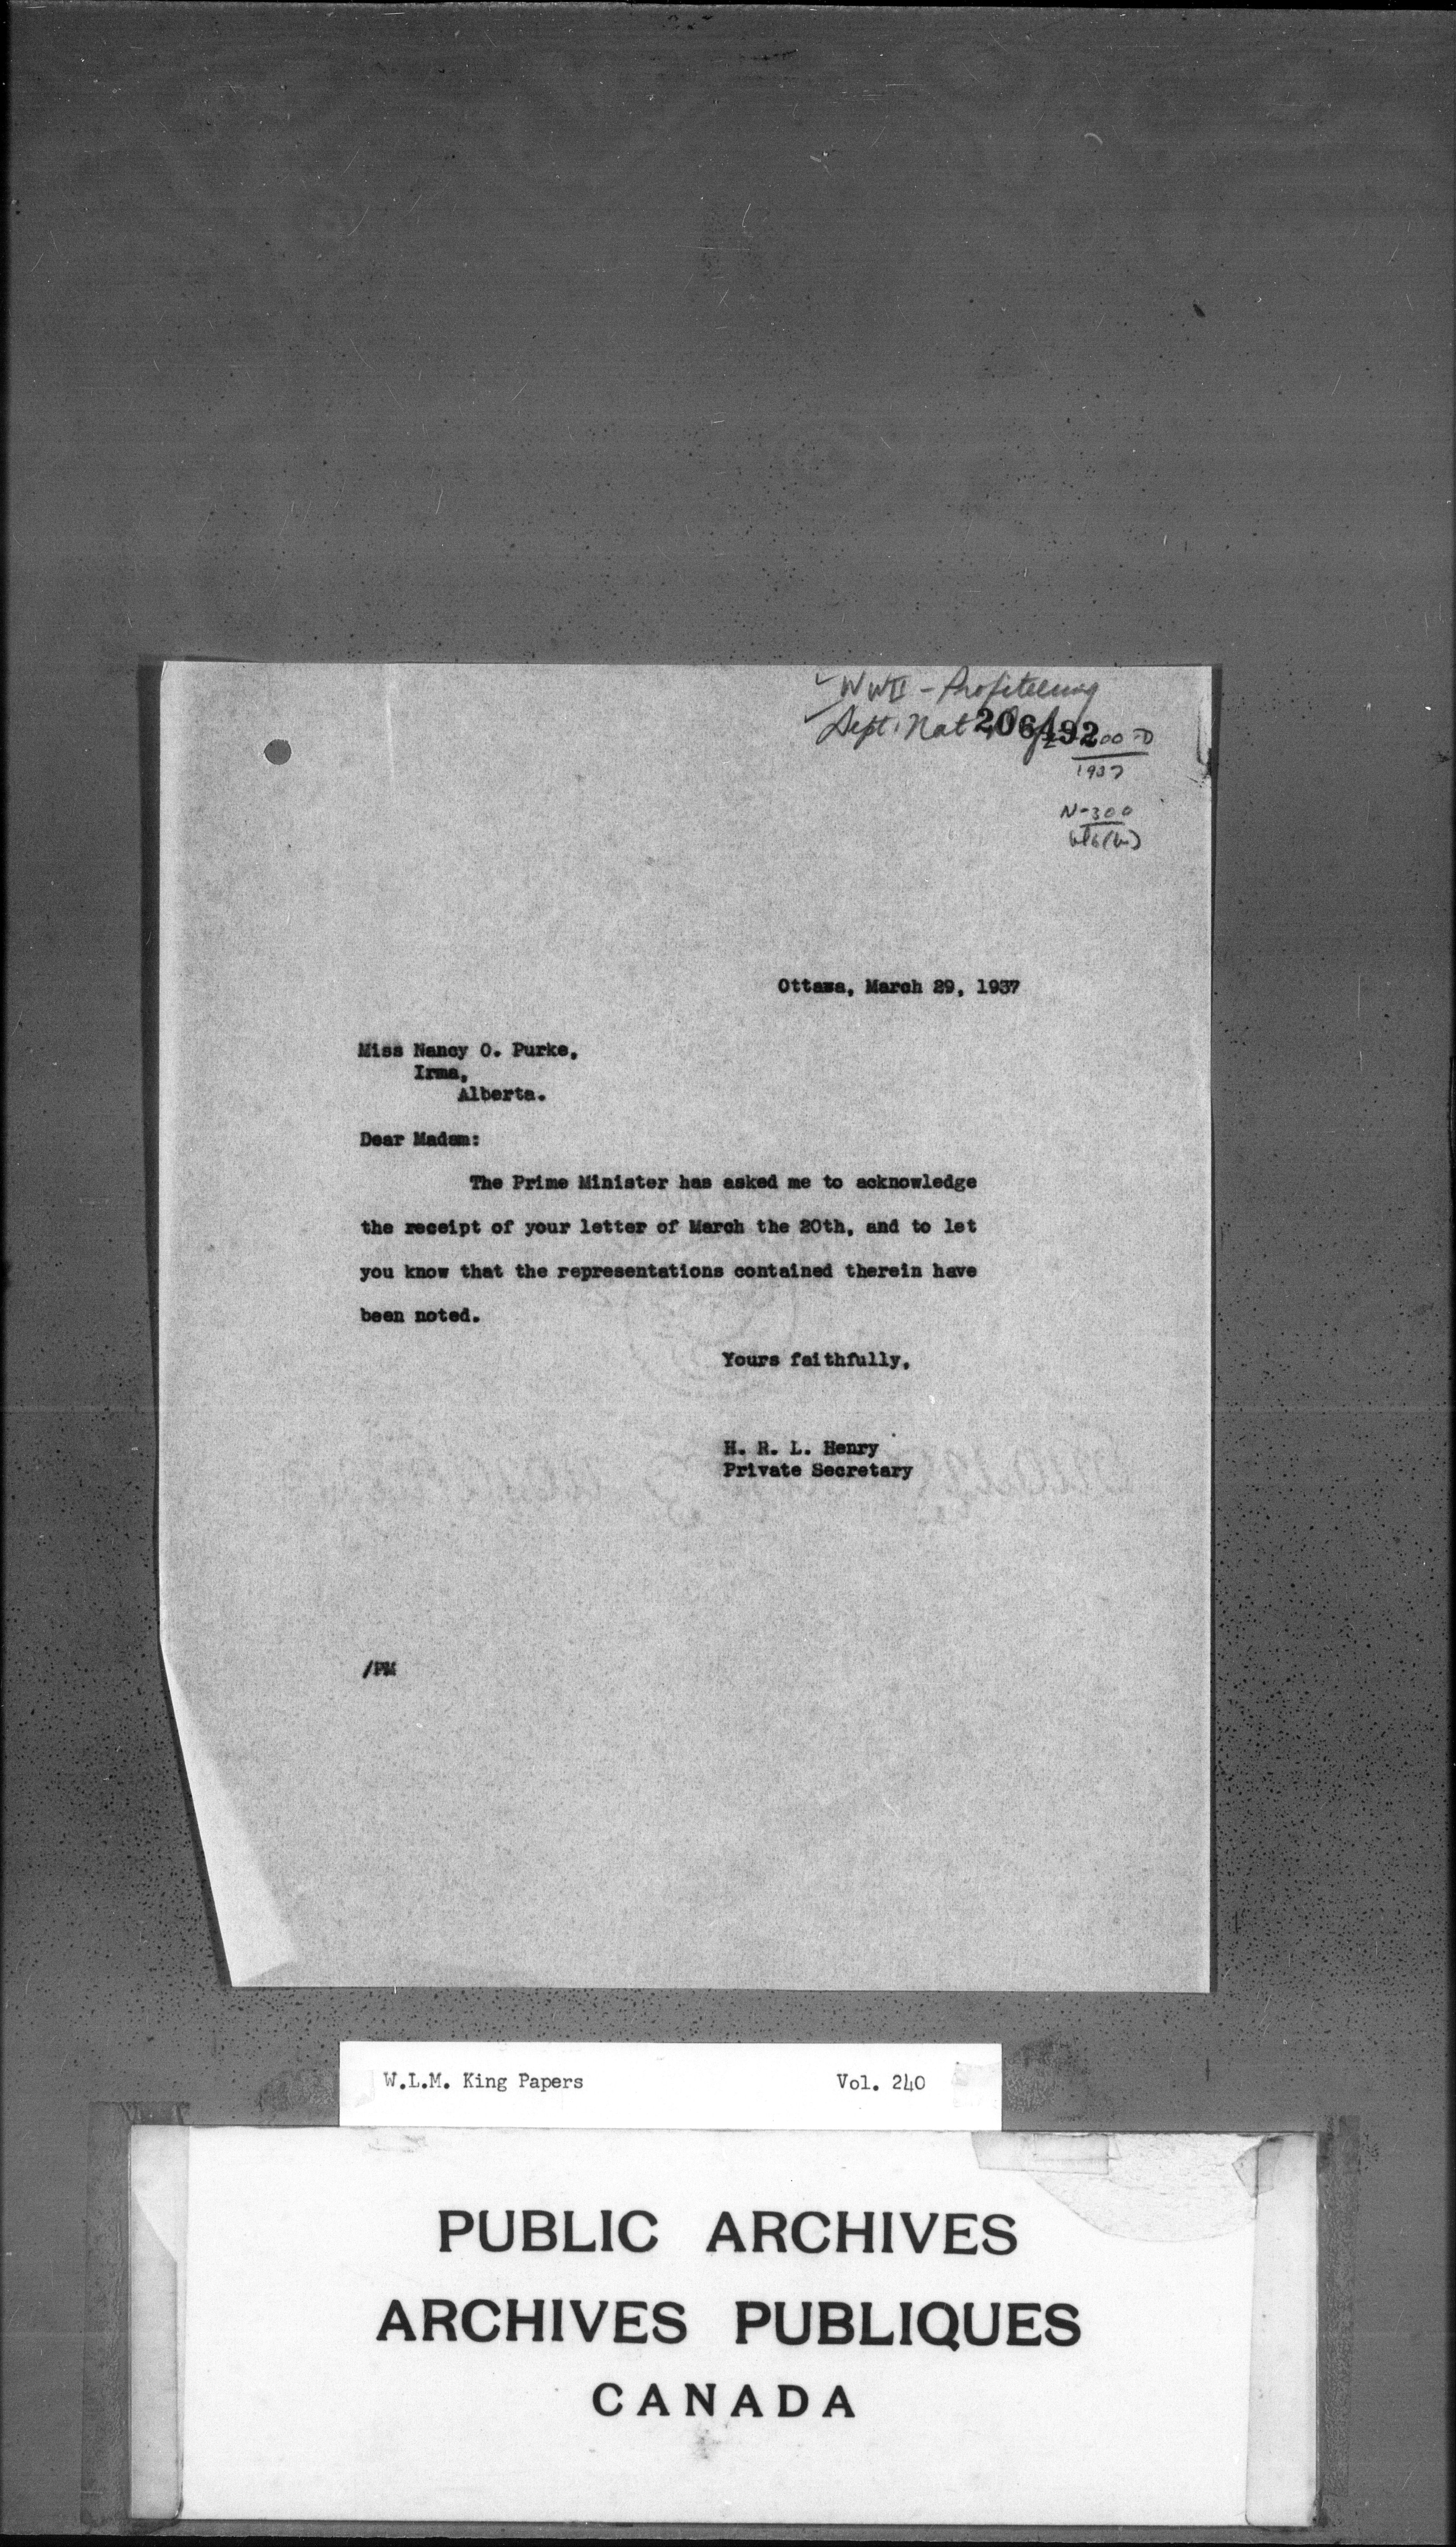 WWII - Profiteering
Dept. Nat 206492 00-D
1937
N-300
Ottawa, March 29, 1937
Miss Nancy O. Purke,
Irma,
Alberta.
Dear Madam:
The Prime Minister has asked me to acknowledge
the receipt of your letter of March the 20th, and to let
you know that the representations contained therein have
been noted.
Yours faithfully,
H. R. L. Henry
Private Secretary
/PM
W.L.M. King Papers Vol. 240
PUBLIC ARCHIVES
ARCHIVES PUBLIQUES
CANADA